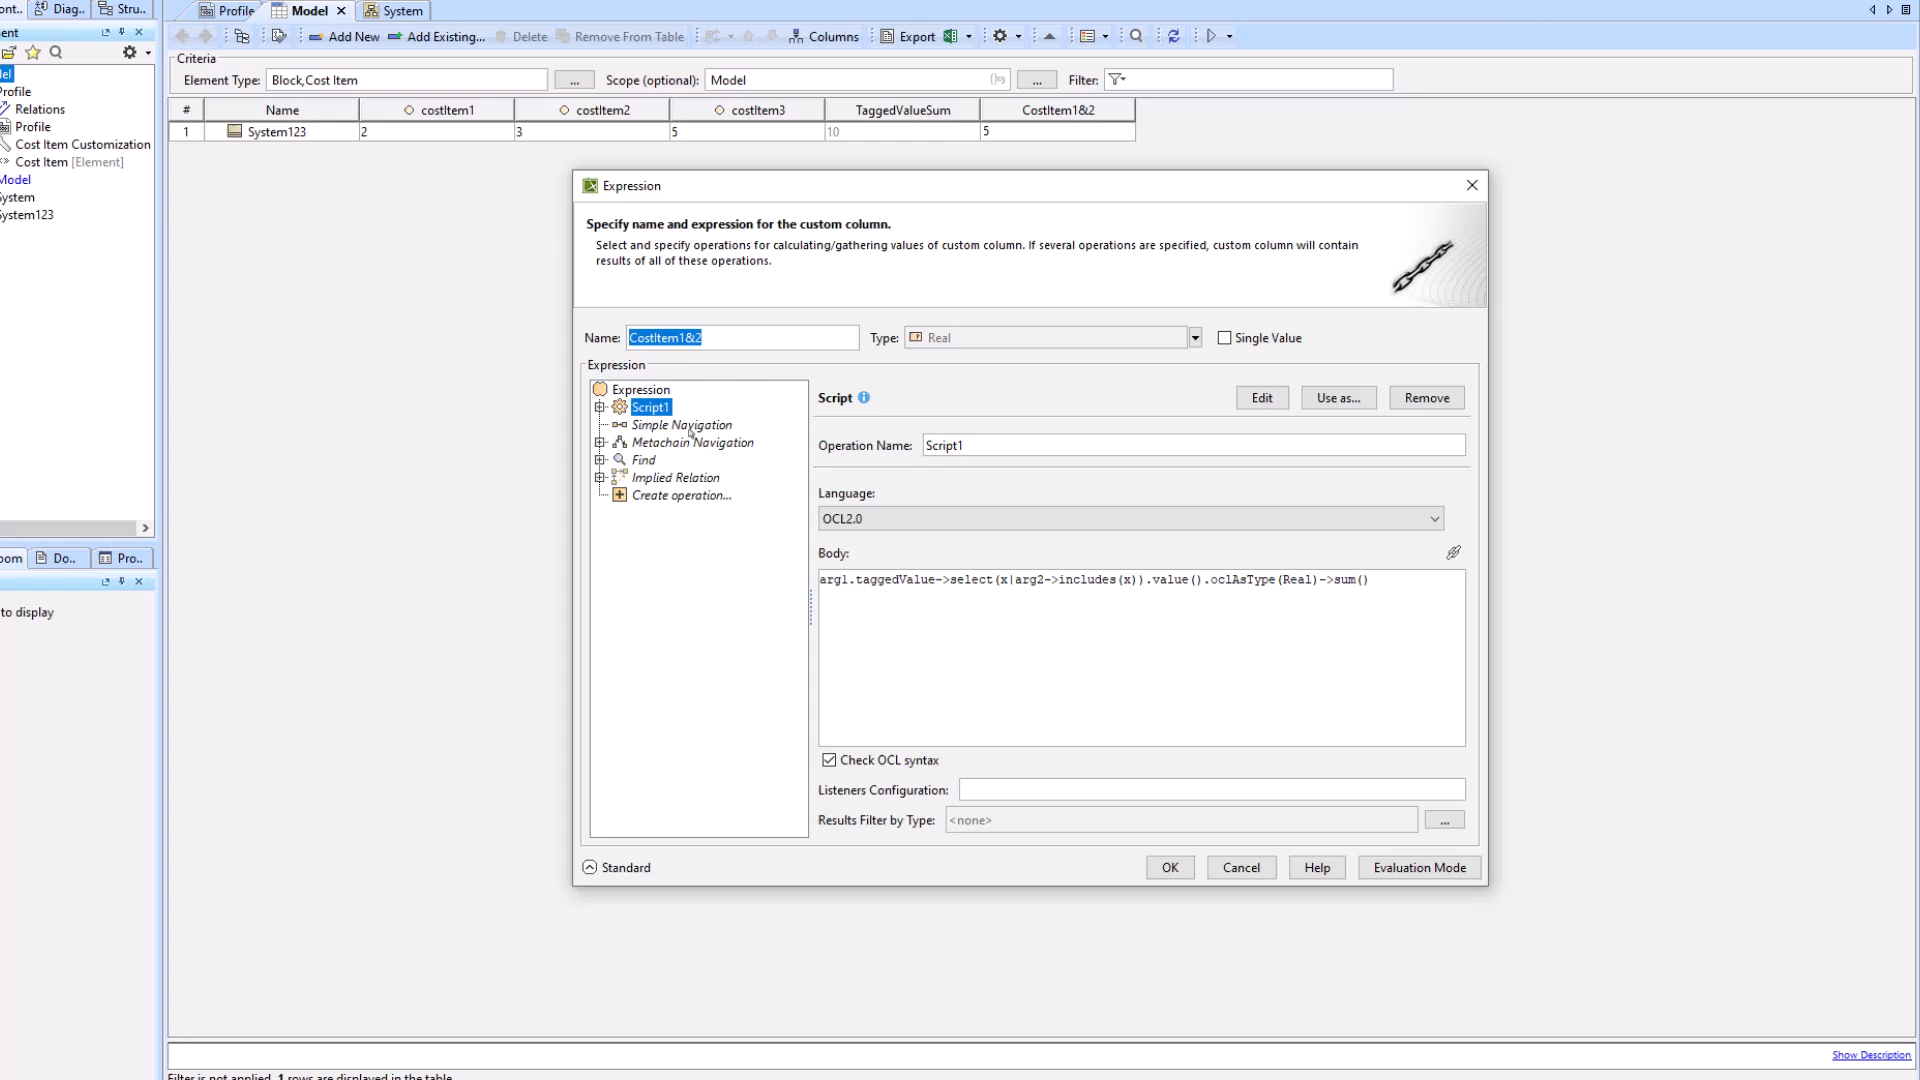 ont..
Diag..
Stru..
Profile
Model
System
ent
Add New
Add Existing...
Delete
Remove From Table
Columns
Export
Criteria
Element Type:
Block,Cost Item
...
Scope (optional):
Model
...
Filter:
#
Name
costItem1
costItem2
costItem3
TaggedValueSum
CostItem1&2
1
System123
2
3
5
10
5
el
Profile
Relations
Profile
Cost Item Customization
Cost Item [Element]
Model
System
System123
oom
Do..
Pro..
to display
Expression
Specify name and expression for the custom column.
Select and specify operations for calculating/gathering values of custom column. If several operations are specified, custom column will contain
results of all of these operations.
Name:
CostItem1&2
Type:
Real
Single Value
Expression
Expression
Script1
Simple Navigation
Metachain Navigation
Find
Implied Relation
Create operation...
Script
Edit
Use as...
Remove
Operation Name:
Script1
Language:
OCL2.0
Body:
arg1.taggedValue->select(x|arg2->includes(x)).value().oclAsType(Real)->sum()
Check OCL syntax
Listeners Configuration:
Results Filter by Type:
<none>
...
Standard
OK
Cancel
Help
Evaluation Mode
Show Description
Filter is not applied. 1 rows are displayed in the table.